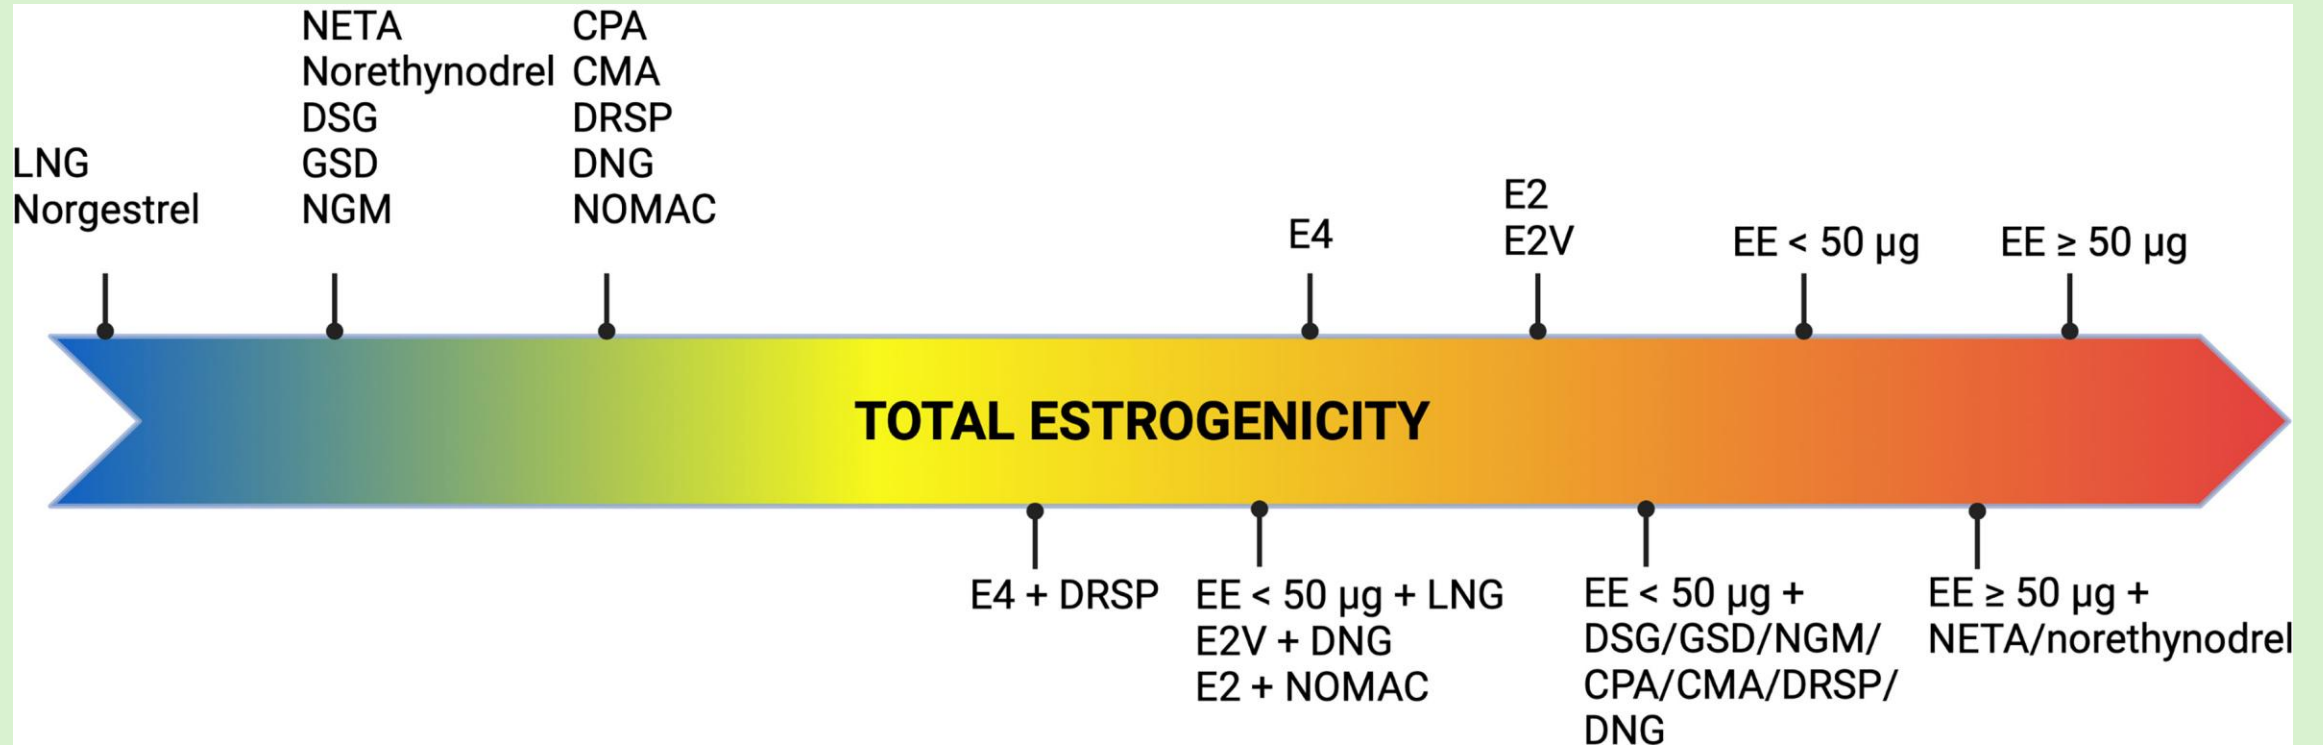 LNG
Norgestrel
NETA
Norethynodrel
DSG
GSD
NGM
CPA
CMA
DRSP
DNG
NOMAC
E4
E2
E2V
EE < 50 µg
EE ≥ 50 µg
TOTAL ESTROGENICITY
E4 + DRSP
EE < 50 µg + LNG
E2V + DNG
E2 + NOMAC
EE < 50 µg +
DSG/GSD/NGM/
CPA/CMA/DRSP/
DNG
EE ≥ 50 µg +
NETA/norethynodrel